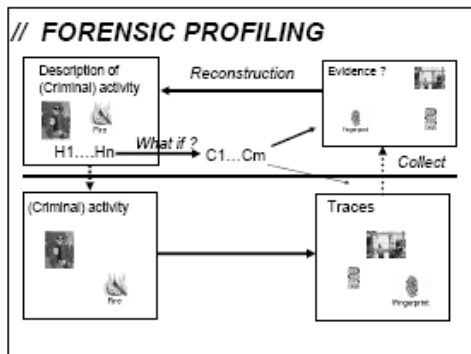 // FORENSIC PROFILING
Description of
(Criminal) activity
Fire
H1....Hn
Reconstruction
What if ?
C1...Cm
Evidence ?
Fingerprint
DNA
Collect
(Criminal) activity
Fire
Traces
DNA
Fingerprint